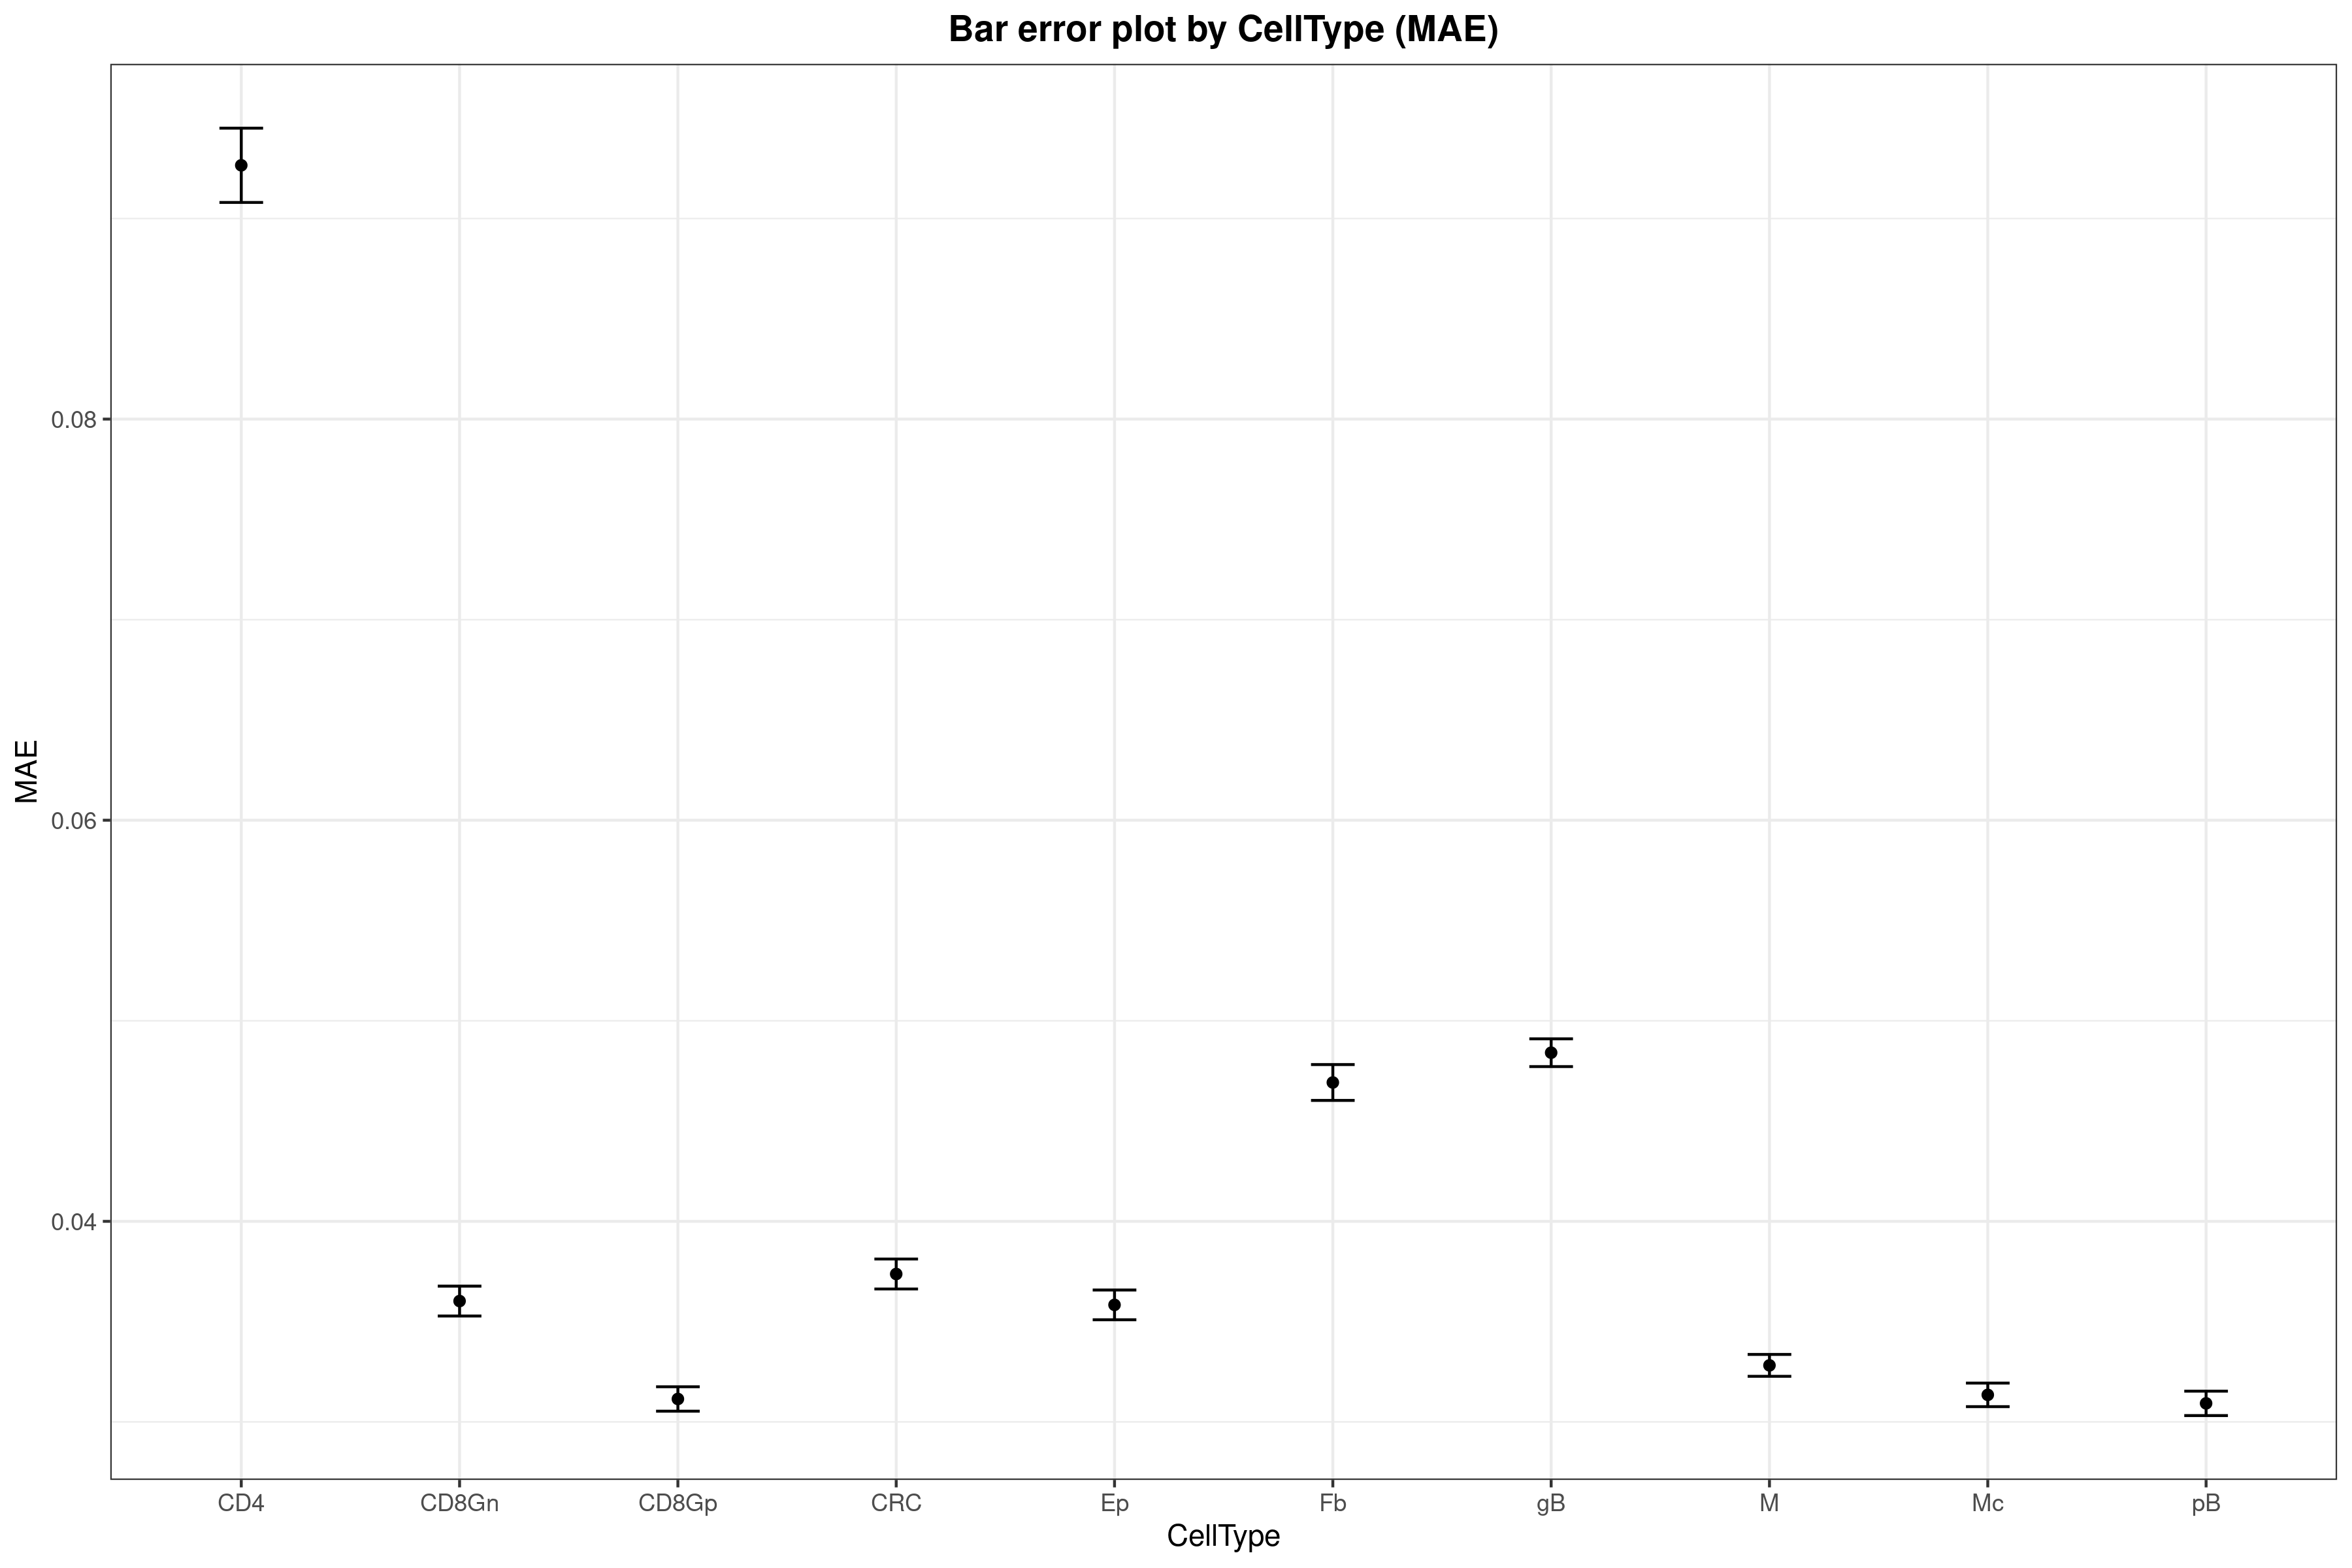 Bar error plot by CellType (MAE)
MAE
0.08
0.06
0.04
CD4 CD8Gn CD8Gp CRC Ep Fb gB M Mc pB
CellType